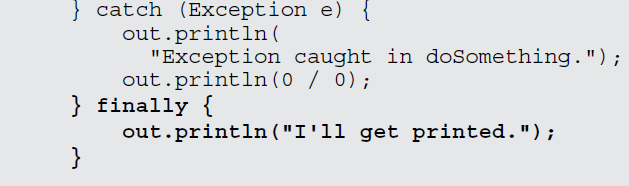 } catch (Exception e) {
out.println(
"Exception caught in doSomething.");
out.println(0 / 0);
} finally {
out.println("I'll get printed.");
}